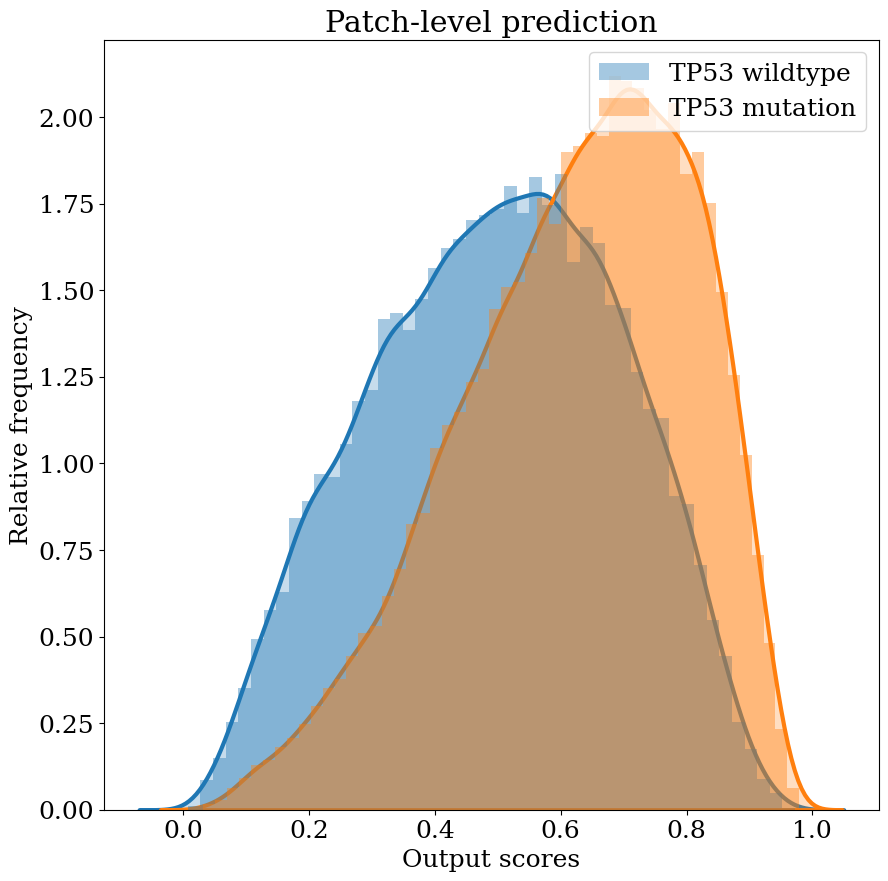 Patch-level prediction
TP53 wildtype
TP53 mutation
Relative frequency
2.00
1.75
1.50
1.25
1.00
0.75
0.50
0.25
0.00
0.0 0.2 0.4 0.6 0.8 1.0
Output scores